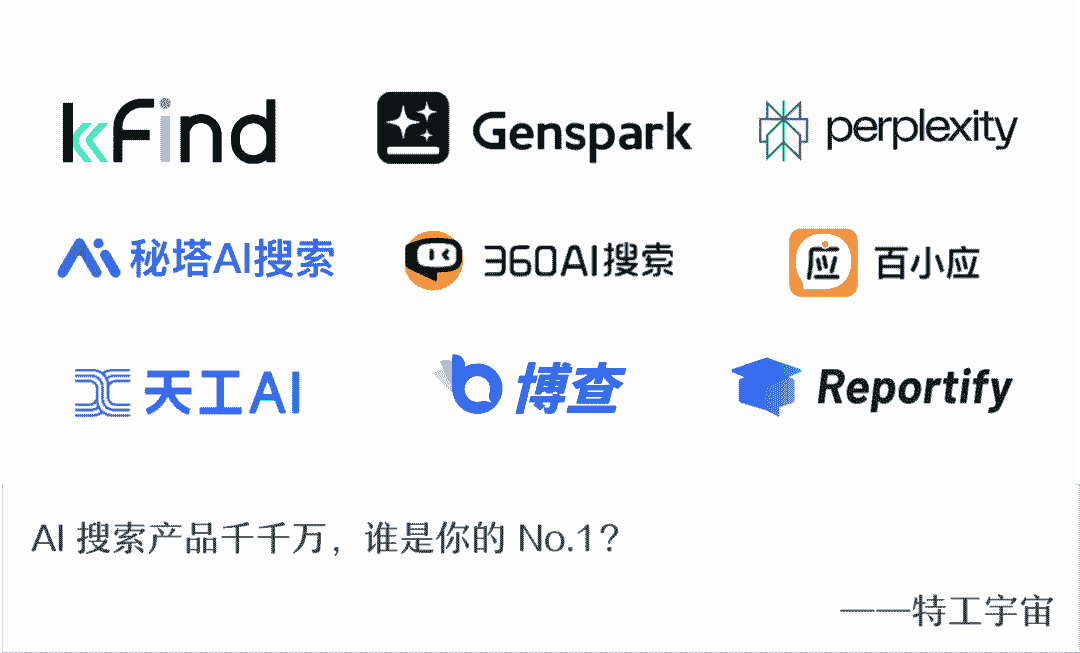 kFind
Genspark
perplexity
秘塔AI搜索
360AI搜索
应
百小应
天工AI
博查
Reportify
AI 搜索产品千千万，谁是你的 No.1？
——特工宇宙